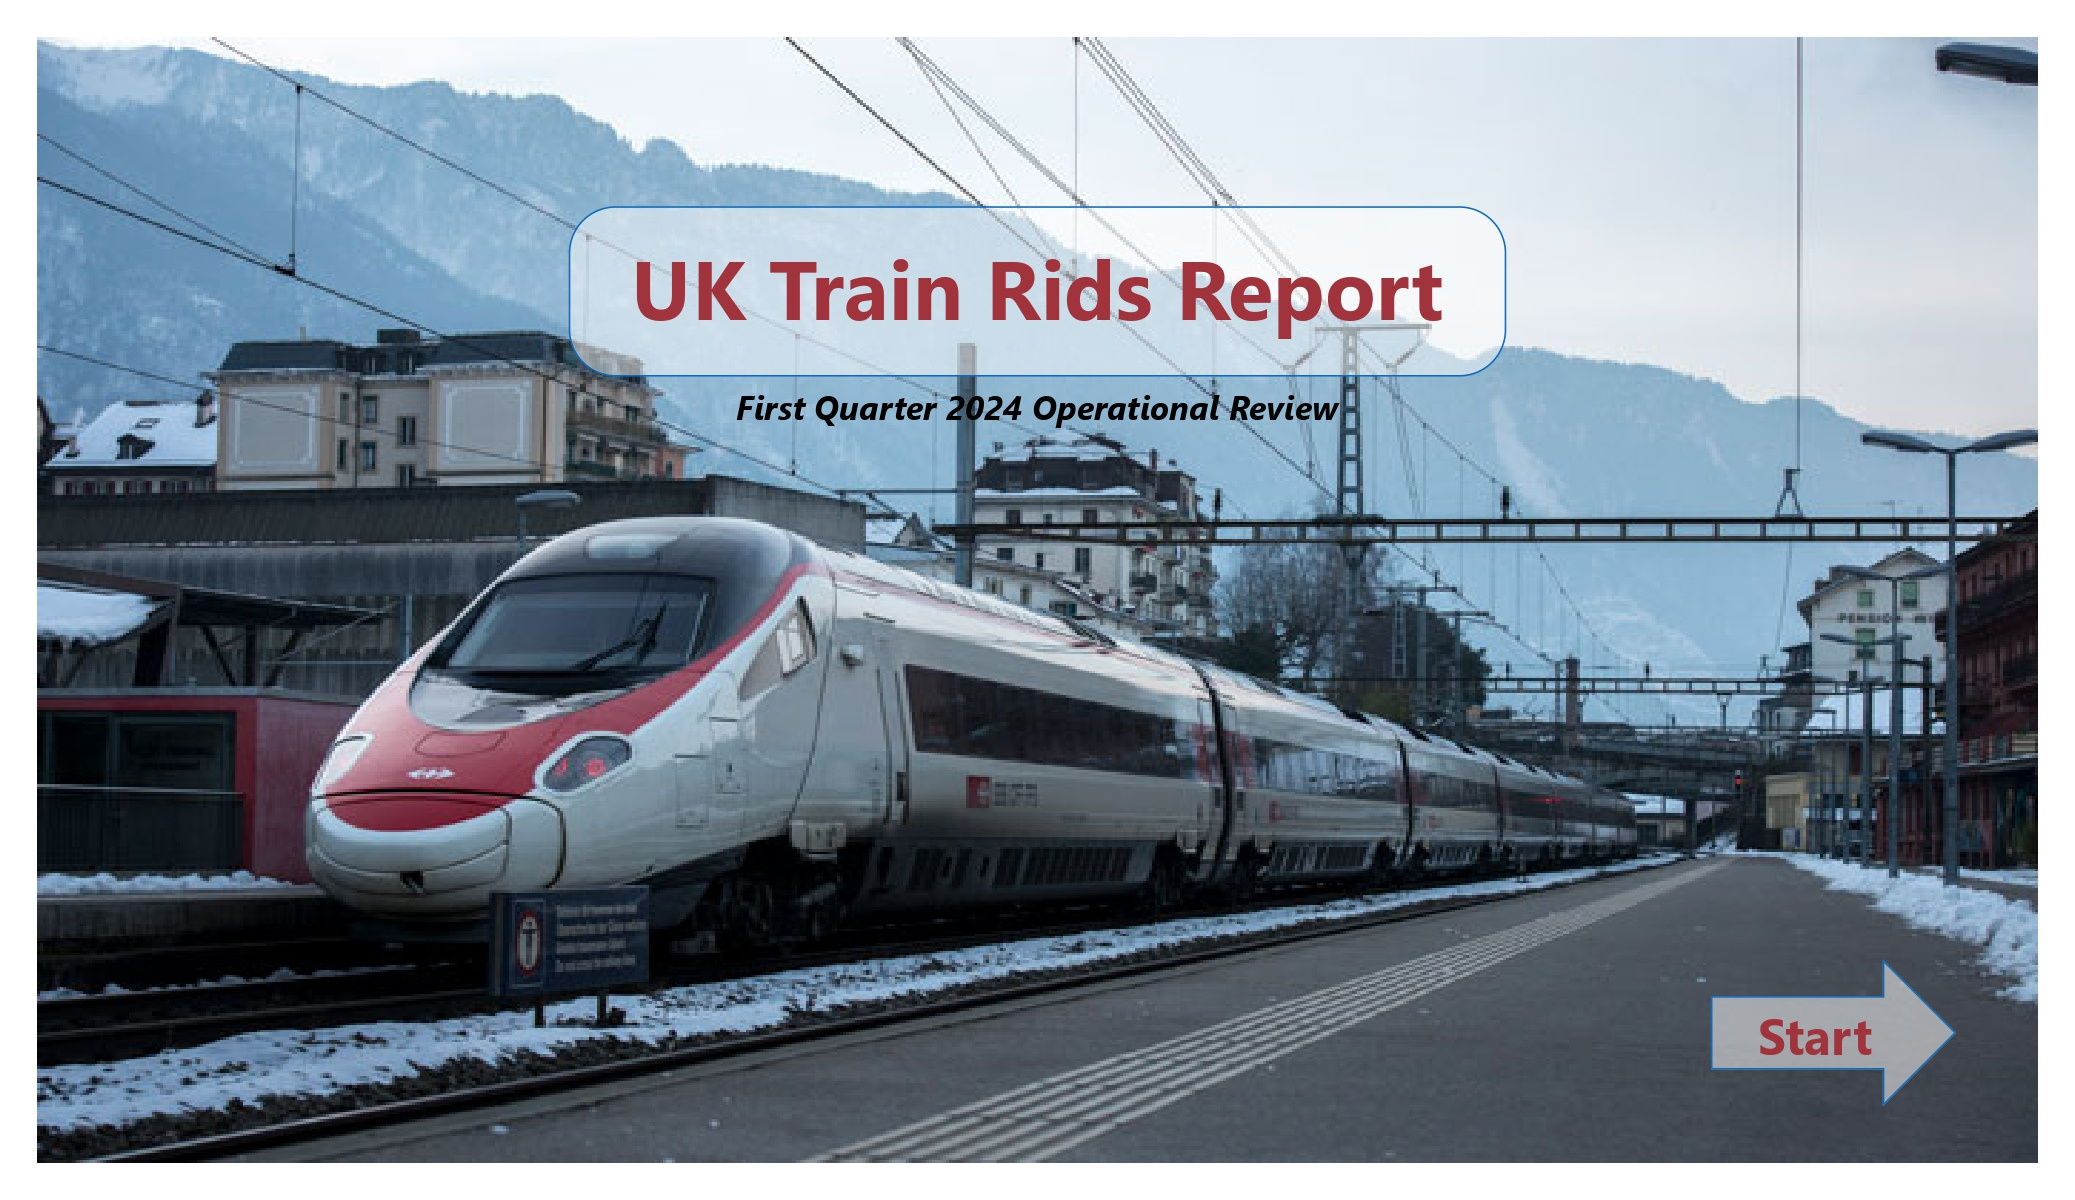 UK Train Rids Report
First Quarter 2024 Operational Review
Start